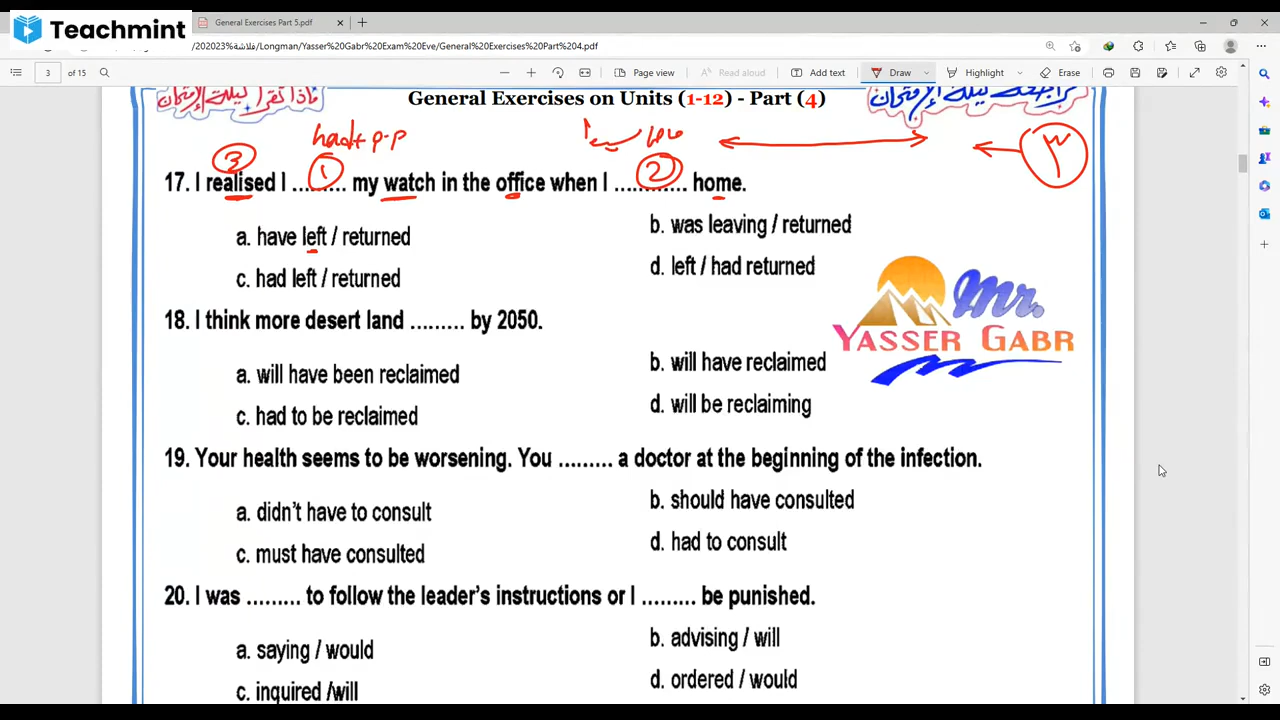 Teachmint
General Exercises Part 5.pdf
/202023فلاشة/Longman/Yasser%20Gabr%20Exam%20Eve/General%20Exercises%20Part%204.pdf
3 of 15
Page view
Read aloud
Add text
Draw
Highlight
Erase
ماذا تقرأ ليلة الإمتحان
General Exercises on Units (1-12) - Part (4)
had+ p.p
3
1
2
٣
17. I realised I ......... my watch in the office when I ............ home.
a. have left / returned
b. was leaving / returned
c. had left / returned
d. left / had returned
18. I think more desert land ......... by 2050.
a. will have been reclaimed
b. will have reclaimed
c. had to be reclaimed
d. will be reclaiming
Mr.
YASSER GABR
19. Your health seems to be worsening. You ......... a doctor at the beginning of the infection.
a. didn't have to consult
b. should have consulted
c. must have consulted
d. had to consult
20. I was ......... to follow the leader's instructions or I ......... be punished.
a. saying / would
b. advising / will
c. inquired /will
d. ordered / would